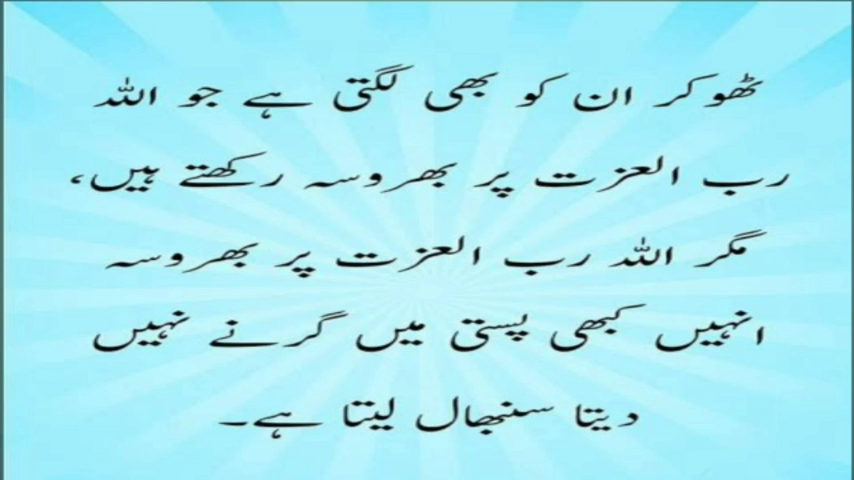 ٹھوکر ان کو بھی لگتی ہے جو اللہ
رب العزت پر بھروسہ رکھتے ہیں،
مگر اللہ رب العزت پر بھروسہ
انہیں کبھی پستی میں گرنے نہیں
دیتا سنبھال لیتا ہے۔